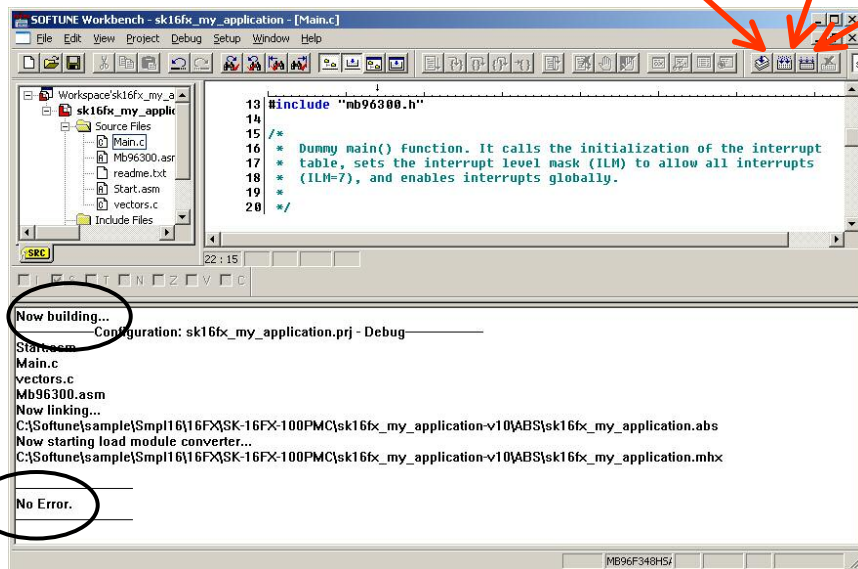 SOFTUNE Workbench - sk16fx_my_application - [Main.c]
File Edit View Project Debug Setup Window Help
Workspace'sk16fx_my_a
sk16fx_my_applic
Source Files
Main.c
Mb96300.asr
readme.txt
Start.asm
vectors.c
Include Files
SRC
13 #include "mb96300.h"
14
15 /*
16 * Dummy main() function. It calls the initialization of the interrupt
17 * table, sets the interrupt level mask (ILM) to allow all interrupts
18 * (ILM=7), and enables interrupts globally.
19 *
20 */
22 : 15
I S T N Z V C
Now building...
Configuration: sk16fx_my_application.prj - Debug
Start.asm
Main.c
vectors.c
Mb96300.asm
Now linking...
C:\Softune\sample\Smpl16\16FX\SK-16FX-100PMC\sk16fx_my_application-v10\ABS\sk16fx_my_application.abs
Now starting load module converter...
C:\Softune\sample\Smpl16\16FX\SK-16FX-100PMC\sk16fx_my_application-v10\ABS\sk16fx_my_application.mhx
No Error.
MB96F348HS